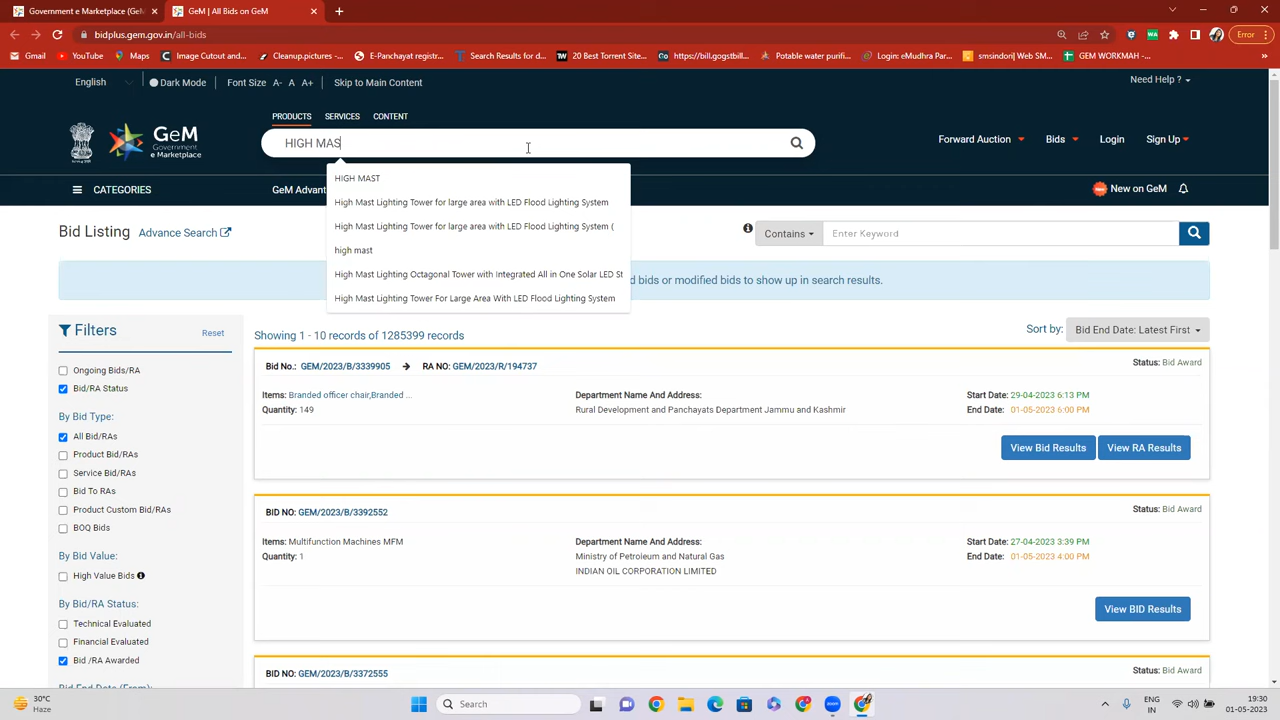 Government e Marketplace (GeM
GeM | All Bids on GeM
bidplus.gem.gov.in/all-bids
Error
Gmail
YouTube
Maps
Image Cutout and...
Cleanup.pictures -...
E-Panchayat registr...
Search Results for d...
20 Best Torrent Site...
https://bill.gogstbill...
Potable water purif...
Login: eMudhra Par...
smsindoril Web SM...
GEM WORKMAH -...
English
Dark Mode
Font Size A- A A+
Skip to Main Content
Need Help ?
PRODUCTS SERVICES CONTENT
GeM
Government
e Marketplace
HIGH MAS
Forward Auction
Bids
Login
Sign Up
CATEGORIES
GeM Advant
New on GeM
HIGH MAST
High Mast Lighting Tower for large area with LED Flood Lighting System
High Mast Lighting Tower for large area with LED Flood Lighting System (
high mast
High Mast Lighting Octagonal Tower with Integrated All in One Solar LED St
High Mast Lighting Tower For Large Area With LED Flood Lighting System
Bid Listing
Advance Search
Contains
Enter Keyword
d bids or modified bids to show up in search results.
Filters
Reset
Ongoing Bids/RA
Bid/RA Status
By Bid Type:
All Bid/RAs
Product Bid/RAs
Service Bid/RAs
Bid To RAs
Product Custom Bid/RAs
BOQ Bids
By Bid Value:
High Value Bids
By Bid/RA Status:
Technical Evaluated
Financial Evaluated
Bid /RA Awarded
Bid End Date (From):
Showing 1 - 10 records of 1285399 records
Sort by:
Bid End Date: Latest First
Bid No.: GEM/2023/B/3339905 → RA NO: GEM/2023/R/194737
Status: Bid Award
Items: Branded officer chair,Branded ...
Quantity: 149
Department Name And Address:
Rural Development and Panchayats Department Jammu and Kashmir
Start Date: 29-04-2023 6:13 PM
End Date: 01-05-2023 6:00 PM
View Bid Results
View RA Results
BID NO: GEM/2023/B/3392552
Status: Bid Award
Items: Multifunction Machines MFM
Quantity: 1
Department Name And Address:
Ministry of Petroleum and Natural Gas
INDIAN OIL CORPORATION LIMITED
Start Date: 27-04-2023 3:39 PM
End Date: 01-05-2023 4:00 PM
View BID Results
BID NO: GEM/2023/B/3372555
Status: Bid Award
30°C
Haze
Search
ENG
IN
19:30
01-05-2023